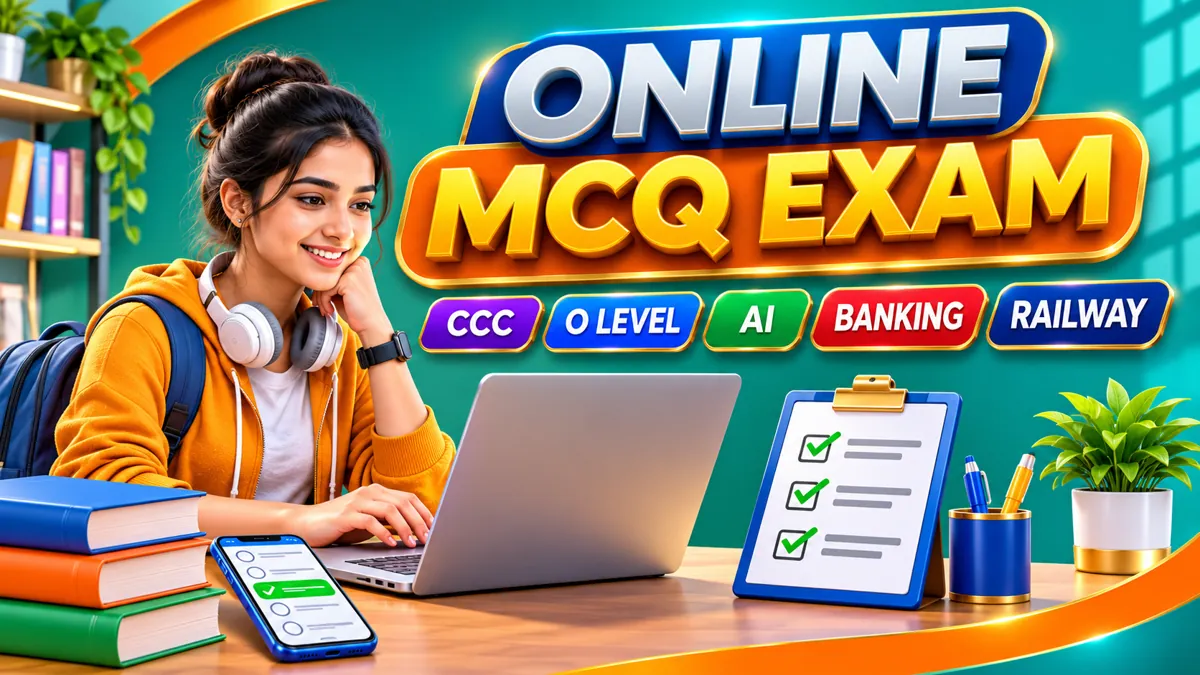 ONLINE
MCQ EXAM
CCC
O LEVEL
AI
BANKING
RAILWAY